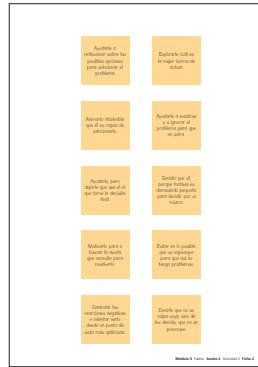 Ayudarle a
reflexionar sobre las
posibles opciones
para solucionar el
problema
Explicarle cuál es
la mejor forma de
actuar
Animarle diciéndole
que él es capaz de
solucionarlo.
Ayudarle a evadirse
y a ignorar el
problema para que
no sufra.
Ayudarle, pero
dejarle que sea él el
que tome la decisión
final.
Decidir por él,
porque todavía es
demasiado pequeño
para decidir por sí
mismo.
Motivarle para a
buscar la ayuda
que necesite para
resolverlo.
Evitar en lo posible
que se equivoque
para que así no
tenga problemas.
Controlar las
reacciones negativas
e intentar verlo
desde un punto de
vista más optimista.
Decirle que no es
culpa suya, sino de
los demás, que no se
preocupe.
Módulo 6 Padres Sesión 2 Actividad 2 Ficha 2